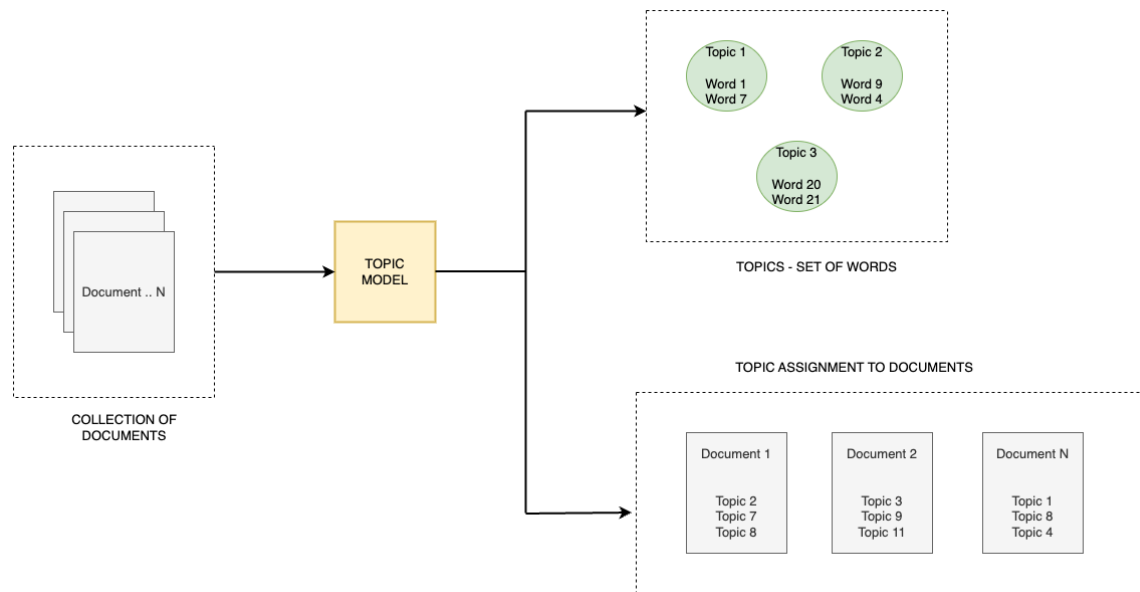 Topic 1
Word 1
Word 7
Topic 2
Word 9
Word 4
Topic 3
Word 20
Word 21
TOPICS - SET OF WORDS
Document .. N
COLLECTION OF
DOCUMENTS
TOPIC
MODEL
TOPIC ASSIGNMENT TO DOCUMENTS
Document 1
Topic 2
Topic 7
Topic 8
Document 2
Topic 3
Topic 9
Topic 11
Document N
Topic 1
Topic 8
Topic 4